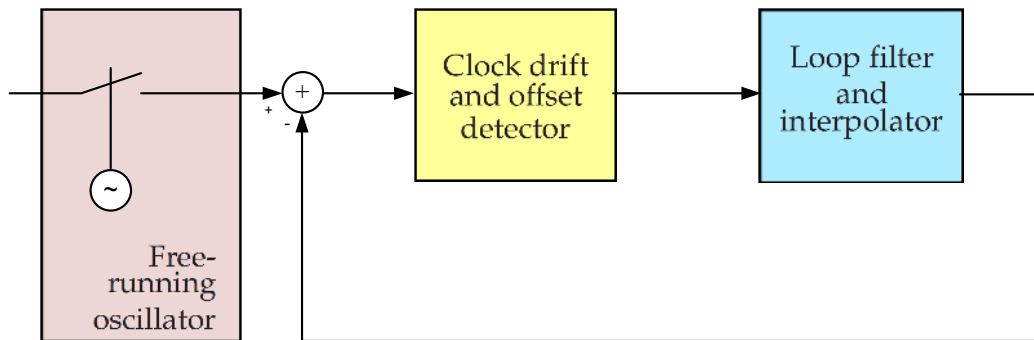 Clock drift
and offset
detector
Loop filter
and
interpolator
+
+
-
~
Free-
running
oscillator